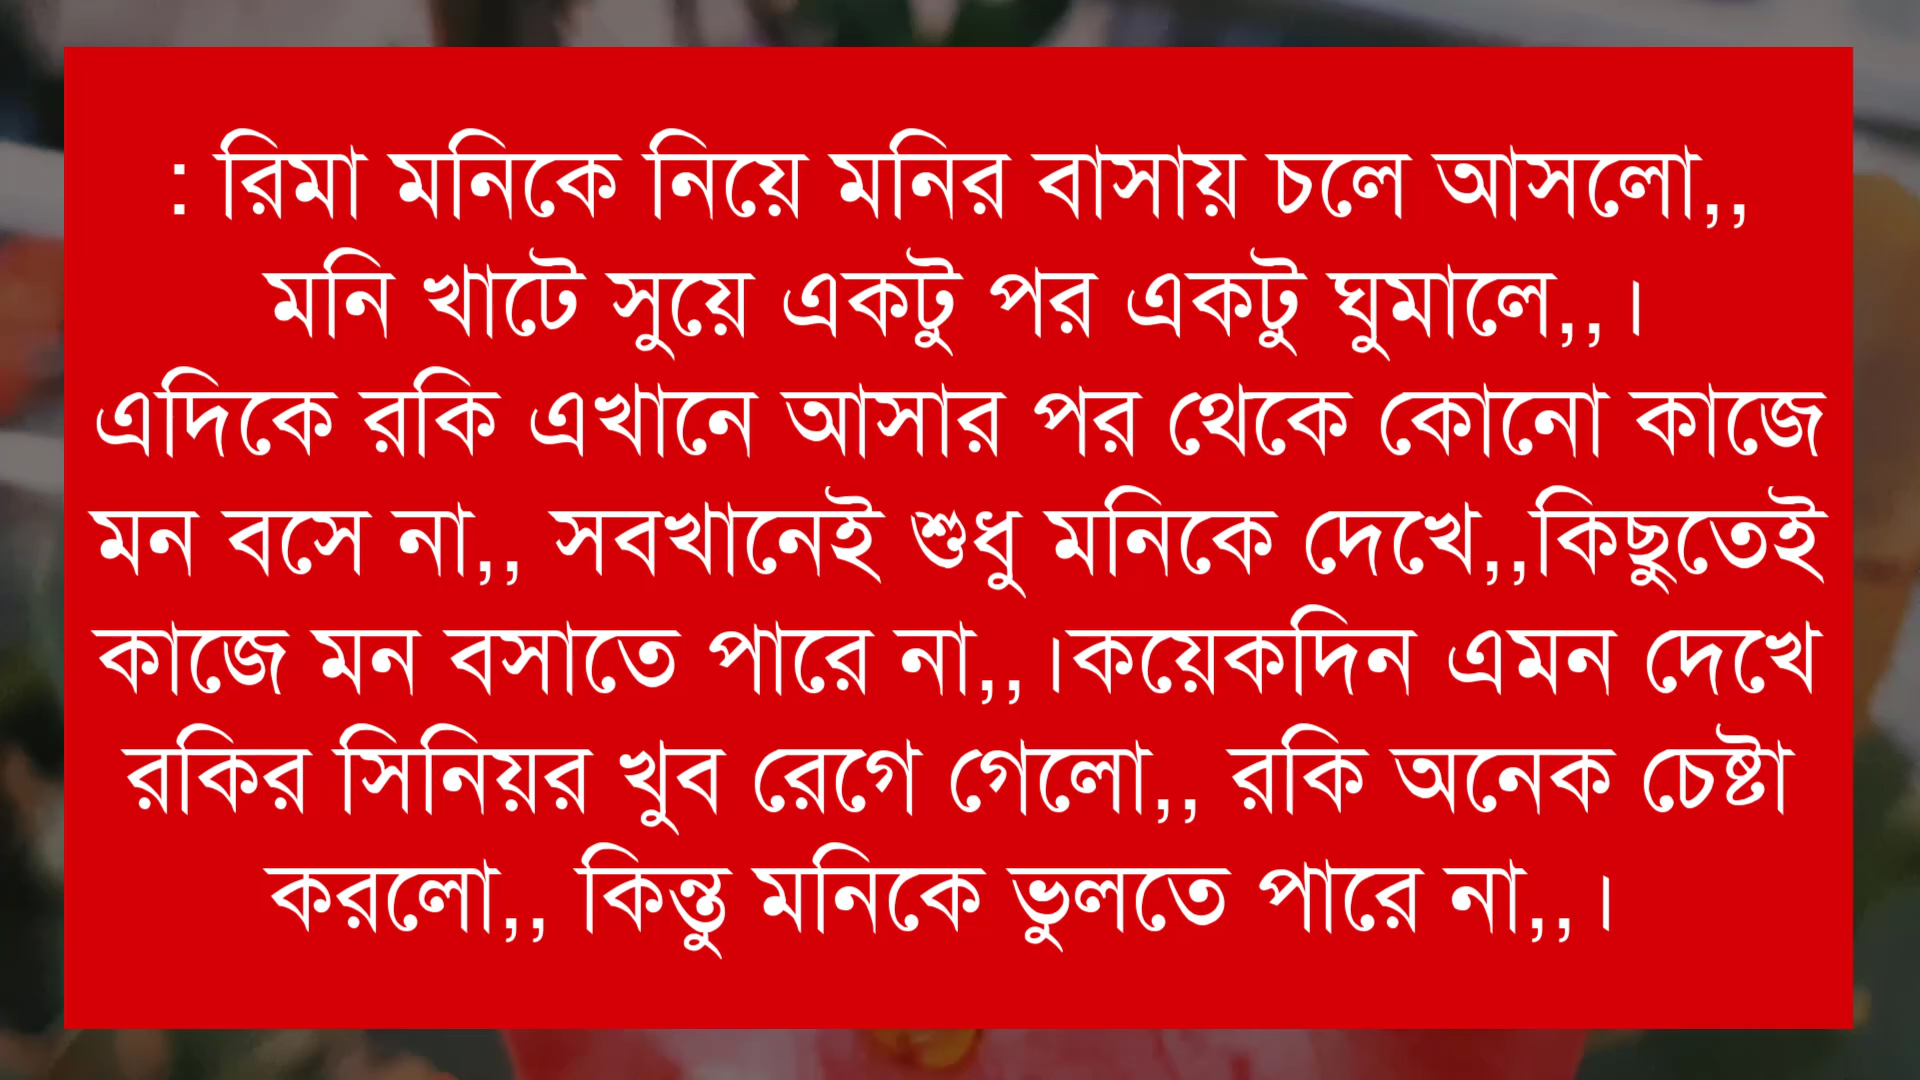 : রিমা মনিকে নিয়ে মনির বাসায় চলে আসলো,,
মনি খাটে সুয়ে একটু পর একটু ঘুমালে,,।
এদিকে রকি এখানে আসার পর থেকে কোনো কাজে
মন বসে না,, সবখানেই শুধু মনিকে দেখে,,কিছুতেই
কাজে মন বসাতে পারে না,,।কয়েকদিন এমন দেখে
রকির সিনিয়র খুব রেগে গেলো,, রকি অনেক চেষ্টা
করলো,, কিন্তু মনিকে ভুলতে পারে না,,।